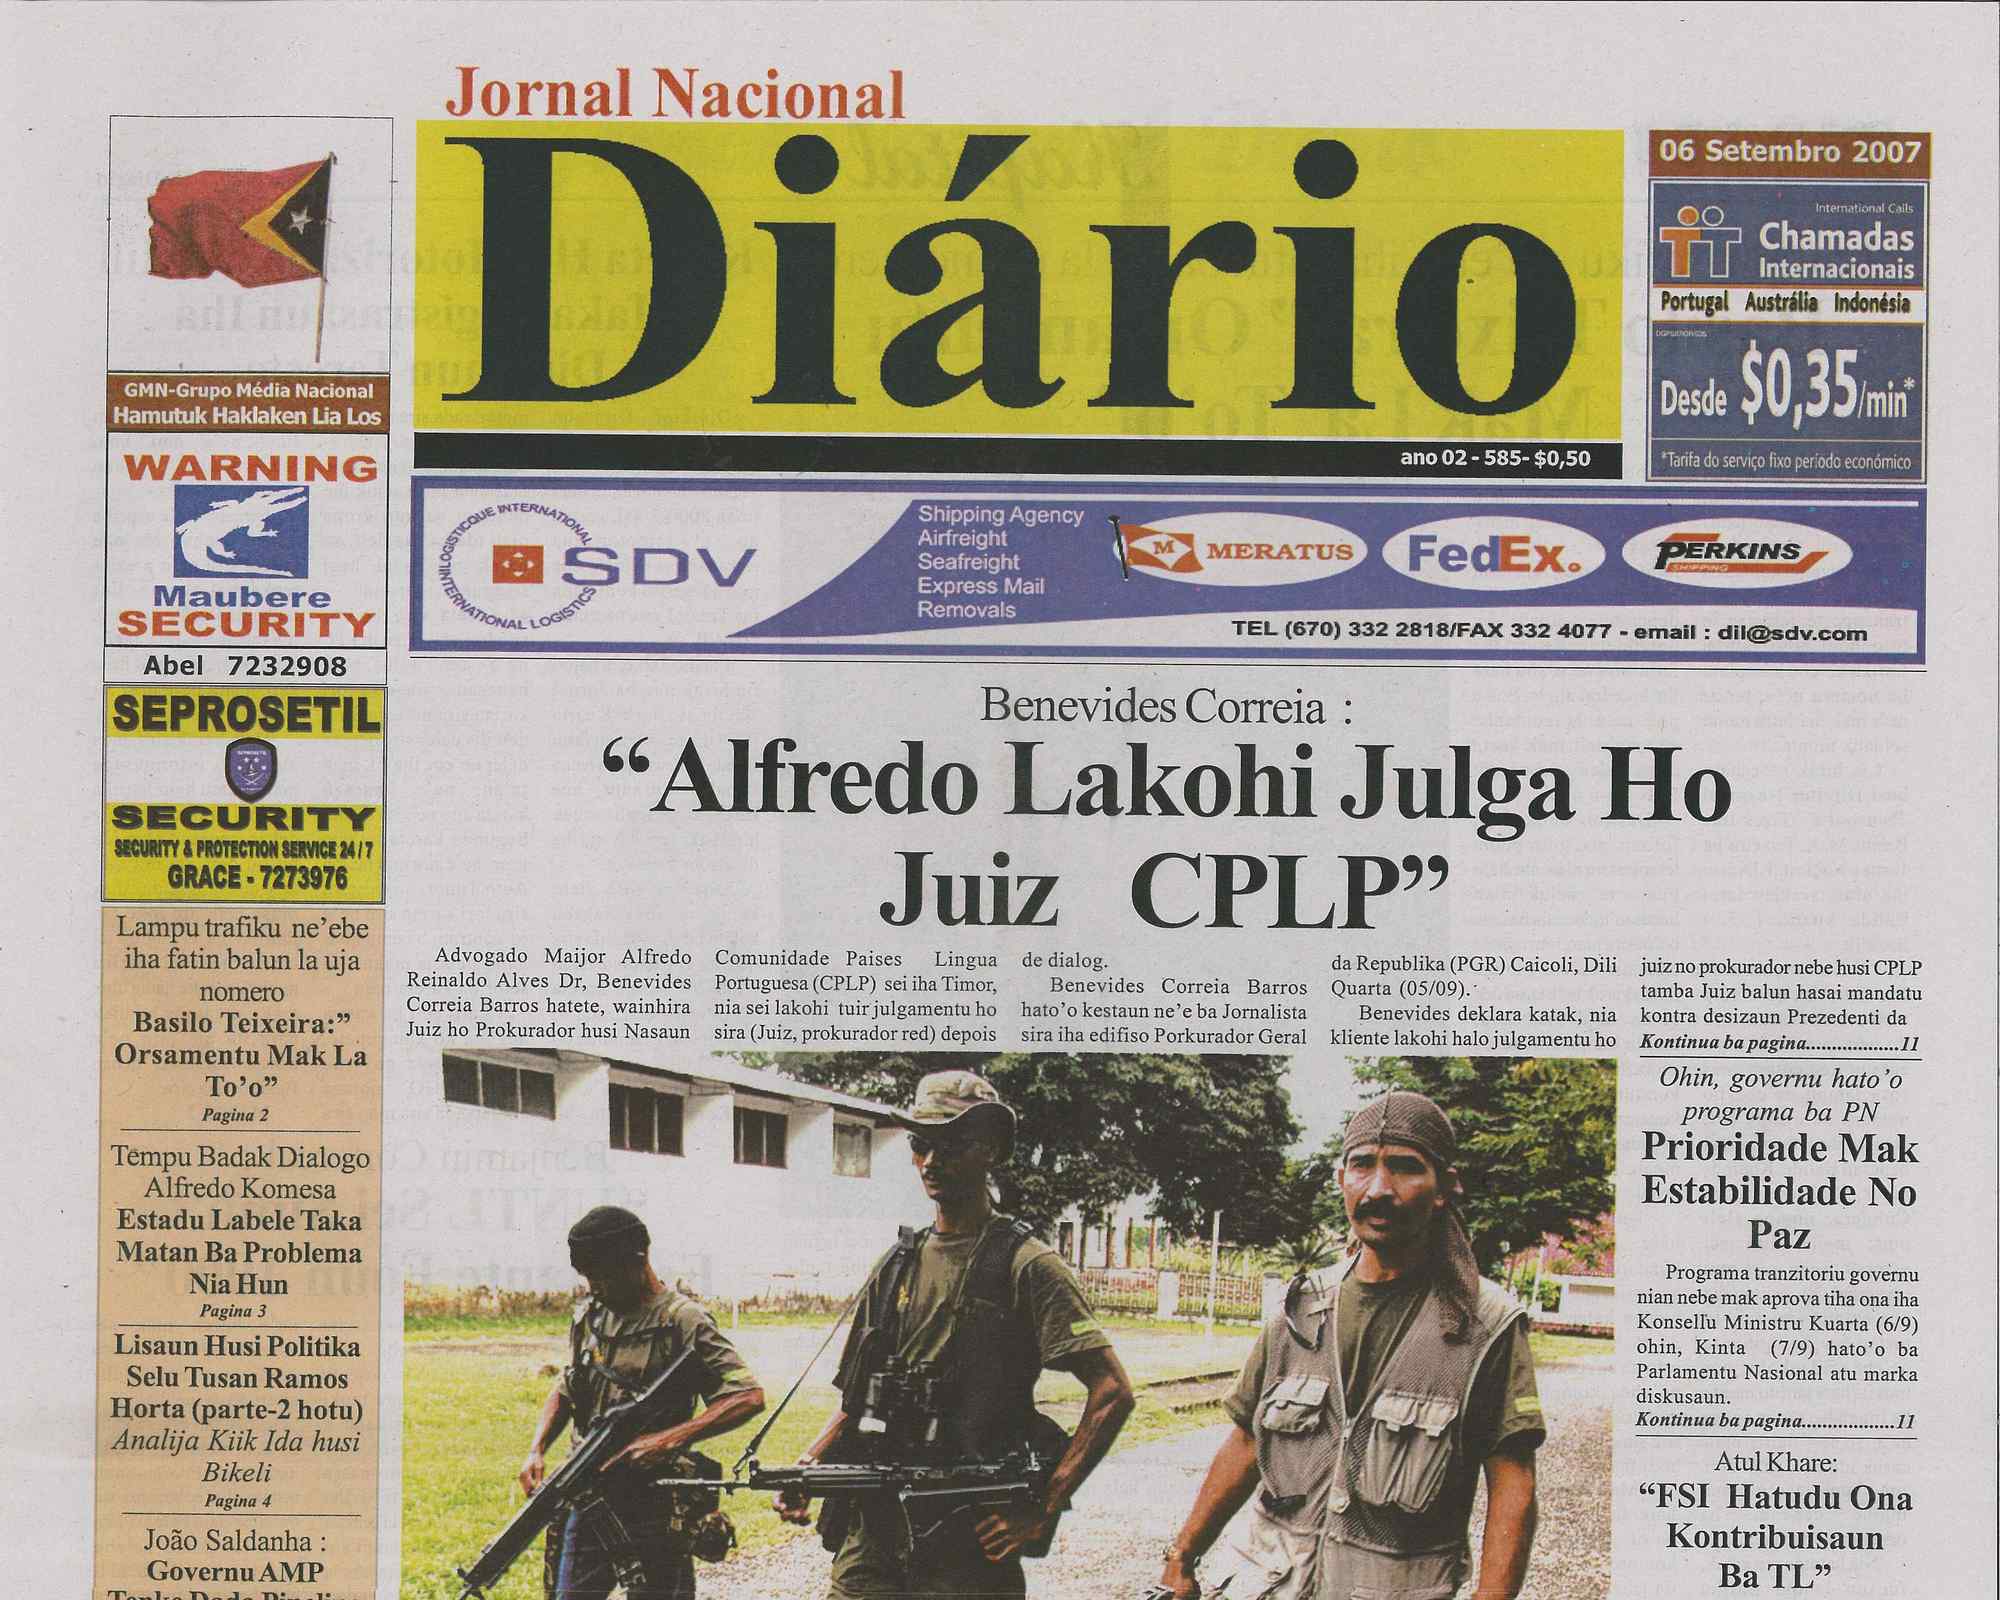 Jornal Nacional
Diário
ano 02 - 585- $0,50
06 Setembro 2007
International Calls
Chamadas
Internacionais
Portugal Austrália Indonésia
Desde $0,35/min*
*Tarifa do serviço fixo período económico
GMN-Grupo Média Nacional
Hamutuk Haklaken Lia Los
WARNING
Maubere
SECURITY
Abel 7232908
SEPROSETIL
SECURITY
SECURITY & PROTECTION SERVICE 24 / 7
GRACE - 7273976
LOGISTICQUE INTERNATIONAL
INTERNATIONAL LOGISTICS
SDV
Shipping Agency
Airfreight
Seafreight
Express Mail
Removals
M MERATUS
FedEx.
PERKINS
SHIPPING
TEL (670) 332 2818/FAX 332 4077 - email : dil@sdv.com
Lampu trafiku ne’ebe
iha fatin balun la uja
nomero
Basilo Teixeira:”
Orsamentu Mak La
To’o”
Pagina 2
Tempu Badak Dialogo
Alfredo Komesa
Estadu Labele Taka
Matan Ba Problema
Nia Hun
Pagina 3
Lisaun Husi Politika
Selu Tusan Ramos
Horta (parte-2 hotu)
Analija Kiik Ida husi
Bikeli
Pagina 4
João Saldanha :
Governu AMP
Benevides Correia :
“Alfredo Lakohi Julga Ho
Juiz CPLP”
Advogado Maijor Alfredo
Reinaldo Alves Dr, Benevides
Correia Barros hatete, wainhira
Juiz ho Prokurador husi Nasaun
Comunidade Paises Lingua
Portuguesa (CPLP) sei iha Timor,
nia sei lakohi tuir julgamentu ho
sira (Juiz, prokurador red) depois
de dialog.
Benevides Correia Barros
hato’o kestaun ne’e ba Jornalista
sira iha edifiso Porkurador Geral
da Republika (PGR) Caicoli, Dili
Quarta (05/09).
Benevides deklara katak, nia
kliente lakohi halo julgamentu ho
juiz no prokurador nebe husi CPLP
tamba Juiz balun hasai mandatu
kontra desizaun Prezedenti da
Kontinua ba pagina..................11
Ohin, governu hato’o
programa ba PN
Prioridade Mak
Estabilidade No
Paz
Programa tranzitoriu governu
nian nebe mak aprova tiha ona iha
Konsellu Ministru Kuarta (6/9)
ohin, Kinta (7/9) hato’o ba
Parlamentu Nasional atu marka
diskusaun.
Kontinua ba pagina..................11
Atul Khare:
“FSI Hatudu Ona
Kontribuisaun
Ba TL”